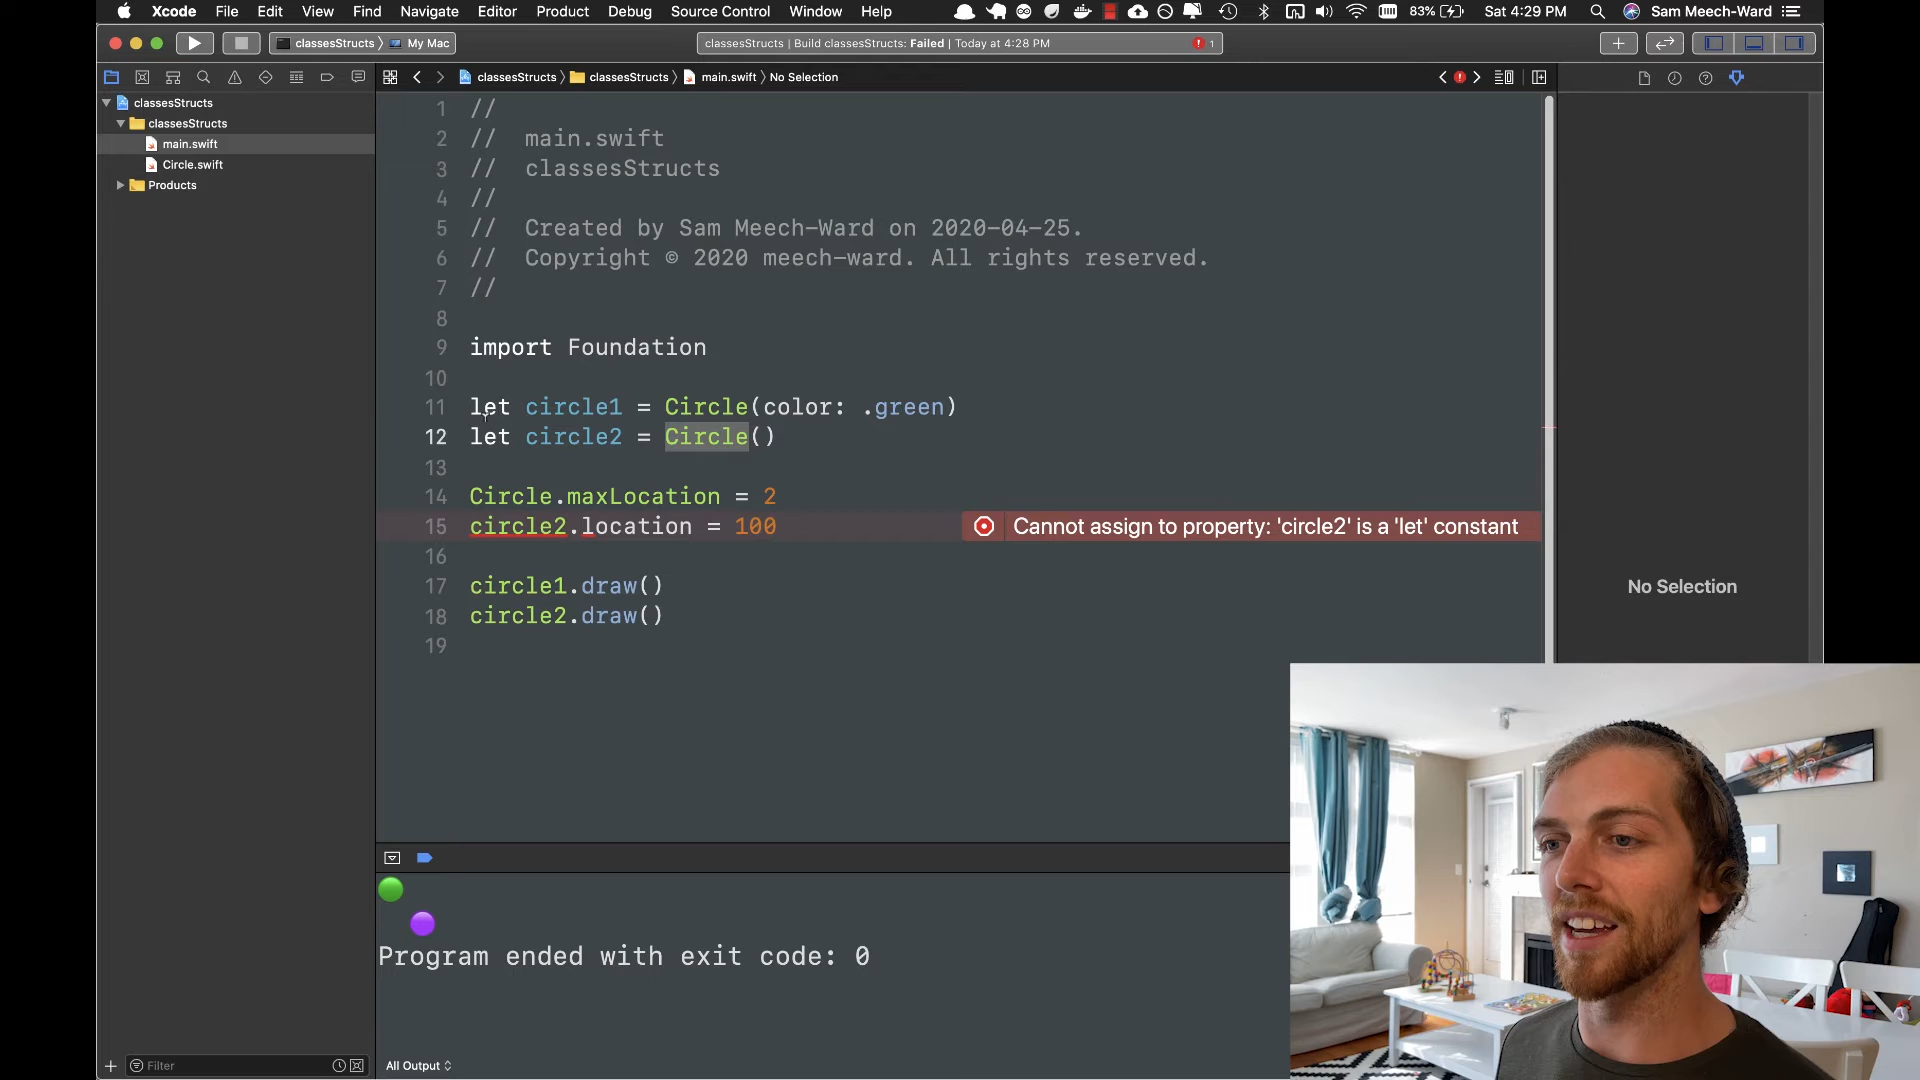 Xcode File Edit View Find Navigate Editor Product Debug Source Control Window Help 83% Sat 4:29 PM Sam Meech-Ward
classesStructs My Mac classesStructs | Build classesStructs: Failed | Today at 4:28 PM 1
classesStructs classesStructs main.swift No Selection
classesStructs
classesStructs
main.swift
Circle.swift
Products
1 //
2 // main.swift
3 // classesStructs
4 //
5 // Created by Sam Meech-Ward on 2020-04-25.
6 // Copyright © 2020 meech-ward. All rights reserved.
7 //
8
9 import Foundation
10
11 let circle1 = Circle(color: .green)
12 let circle2 = Circle()
13
14 Circle.maxLocation = 2
15 circle2.location = 100 Cannot assign to property: 'circle2' is a 'let' constant
16
17 circle1.draw()
18 circle2.draw()
19
No Selection
Program ended with exit code: 0
Filter
All Output